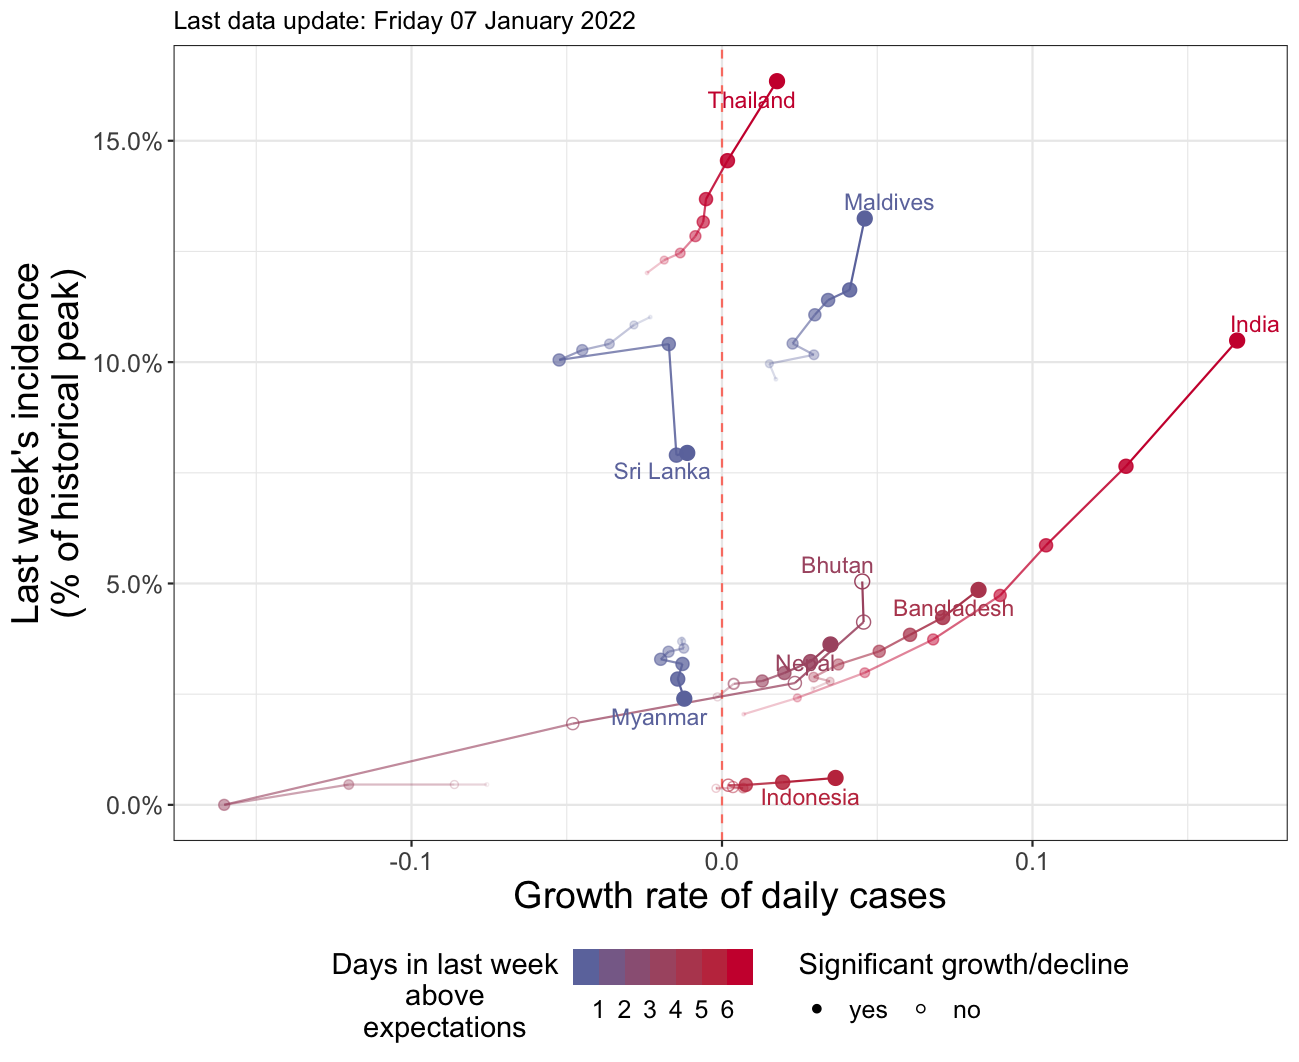 Last data update: Friday 07 January 2022
Last week's incidence
(% of historical peak)
15.0%
10.0%
5.0%
0.0%
Thailand
Maldives
India
Sri Lanka
Bhutan
Bangladesh
Nepal
Myanmar
Indonesia
-0.1
0.0
0.1
Growth rate of daily cases
Days in last week
above
expectations
1 2 3 4 5 6
Significant growth/decline
yes no